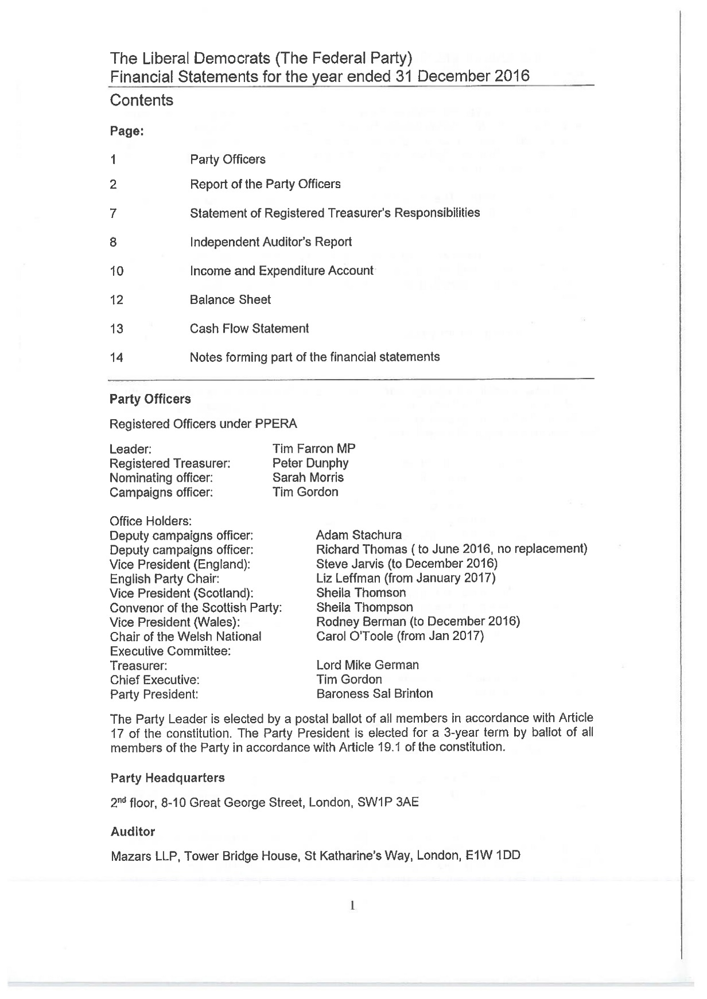 The Liberal Democrats (The Federal Party)
Financial Statements for the year ended 31 December 2016
Contents
Page:
1 Party Officers
2 Report of the Party Officers
7 Statement of Registered Treasurer's Responsibilities
8 Independent Auditor's Report
10 Income and Expenditure Account
12 Balance Sheet
13 Cash Flow Statement
14 Notes forming part of the financial statements
Party Officers
Registered Officers under PPERA
Leader: Tim Farron MP
Registered Treasurer: Peter Dunphy
Nominating officer: Sarah Morris
Campaigns officer: Tim Gordon
Office Holders:
Deputy campaigns officer: Adam Stachura
Deputy campaigns officer: Richard Thomas ( to June 2016, no replacement)
Vice President (England): Steve Jarvis (to December 2016)
English Party Chair: Liz Leffman (from January 2017)
Vice President (Scotland): Sheila Thomson
Convenor of the Scottish Party: Sheila Thompson
Vice President (Wales): Rodney Berman (to December 2016)
Chair of the Welsh National Carol O'Toole (from Jan 2017)
Executive Committee:
Treasurer: Lord Mike German
Chief Executive: Tim Gordon
Party President: Baroness Sal Brinton
The Party Leader is elected by a postal ballot of all members in accordance with Article
17 of the constitution. The Party President is elected for a 3-year term by ballot of all
members of the Party in accordance with Article 19.1 of the constitution.
Party Headquarters
2nd floor, 8-10 Great George Street, London, SW1P 3AE
Auditor
Mazars LLP, Tower Bridge House, St Katharine's Way, London, E1W 1DD
1